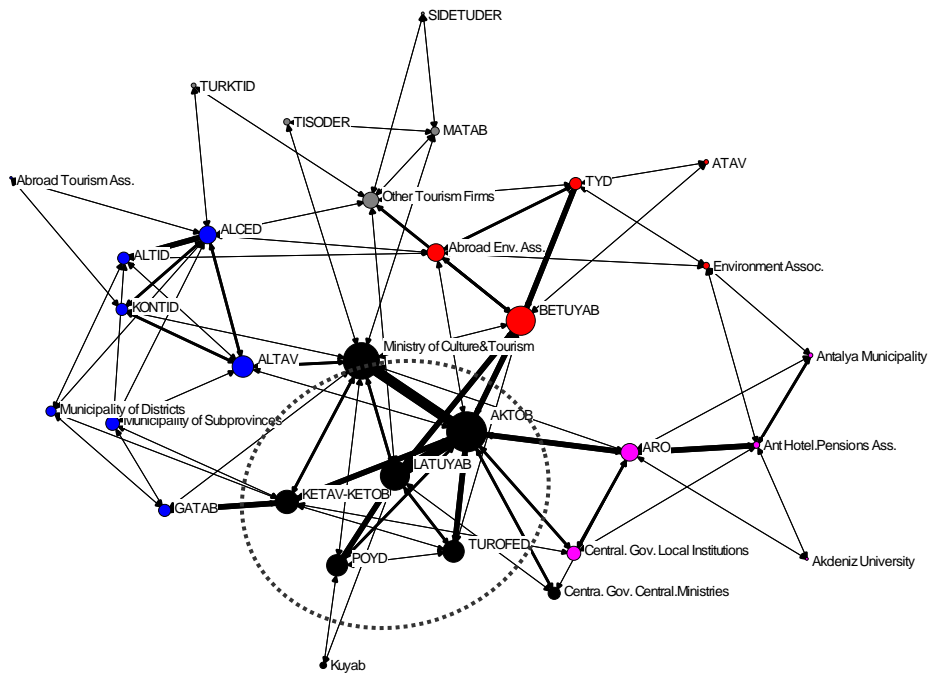 SIDETUDER
TURKTID
TISODER
MATAB
ATAV
Abroad Tourism Ass.
TYD
Other Tourism Firms
ALCED
Abroad Env. Ass.
ALTID
Environment Assoc.
KONTID
BETUYAB
Ministry of Culture&Tourism
ALTAV
Antalya Municipality
Municipality of Districts
AKTOB
Municipality of Subprovinces
ARO
Ant Hotel.Pensions Ass.
LATUYAB
KETAV-KETOB
GATAB
TUROFED
Central. Gov. Local Institutions
POYD
Akdeniz University
Centra. Gov. Central.Ministries
Kuyab